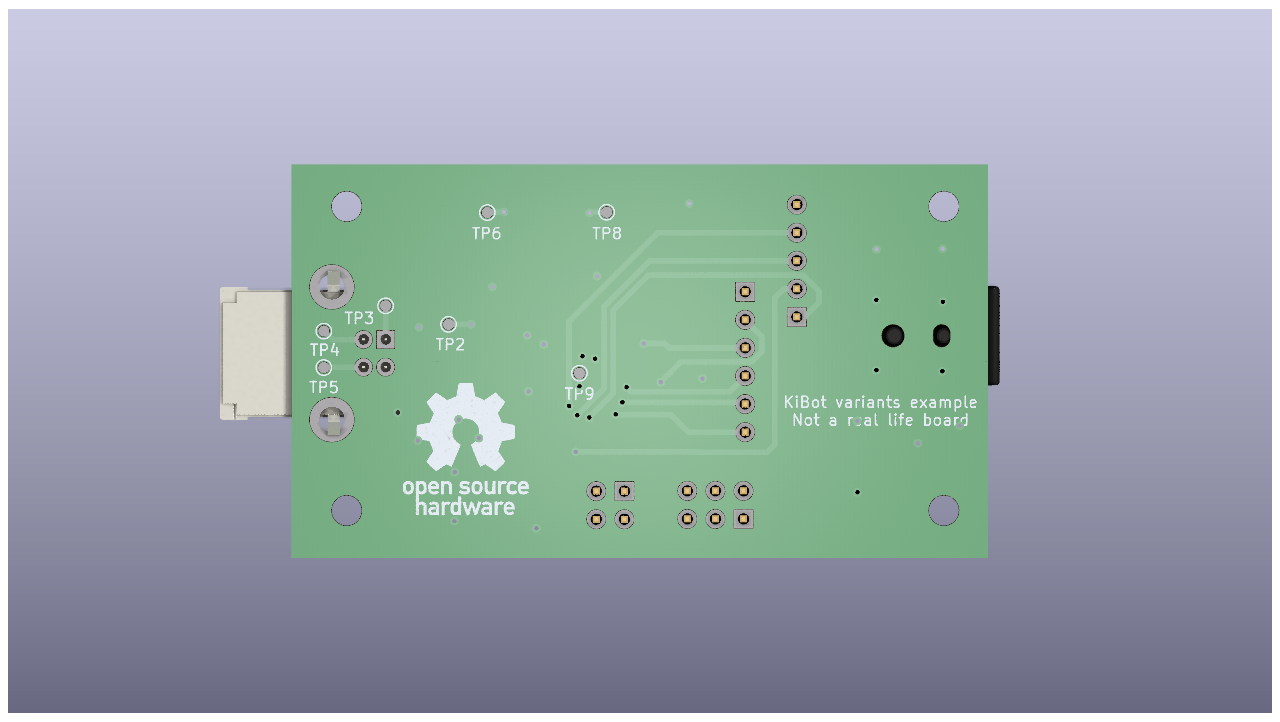 TP6
TP8
TP3
TP4
TP2
TP5
TP9
KiBot variants example
Not a real life board
open source
hardware